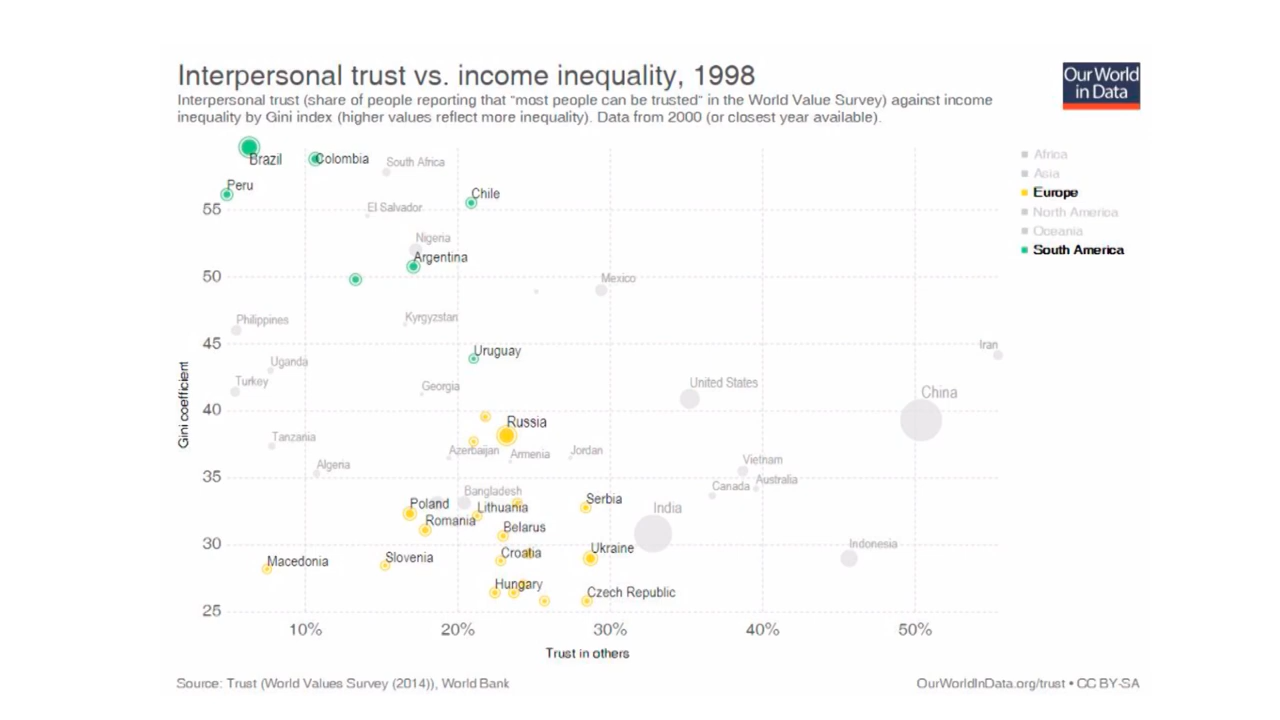 Interpersonal trust vs. income inequality, 1998
Our World
in Data
Interpersonal trust (share of people reporting that "most people can be trusted" in the World Value Survey) against income
inequality by Gini index (higher values reflect more inequality). Data from 2000 (or closest year available).
Brazil
Colombia
South Africa
Africa
Asia
Peru
Chile
Europe
El Salvador
North America
55
Oceania
Nigeria
South America
Argentina
50
Mexico
Philippines
Kyrgyzstan
45
Uruguay
Iran
Uganda
Turkey
Georgia
United States
China
40
Gini coefficient
Russia
Tanzania
Azerbaijan
Armenia
Jordan
Algeria
Vietnam
35
Australia
Canada
Bangladesh
Serbia
Poland
Lithuania
India
Romania
Belarus
30
Indonesia
Ukraine
Croatia
Slovenia
Macedonia
Hungary
Czech Republic
25
10%
20%
30%
40%
50%
Trust in others
Source: Trust (World Values Survey (2014)), World Bank
OurWorldInData.org/trust • CC BY-SA